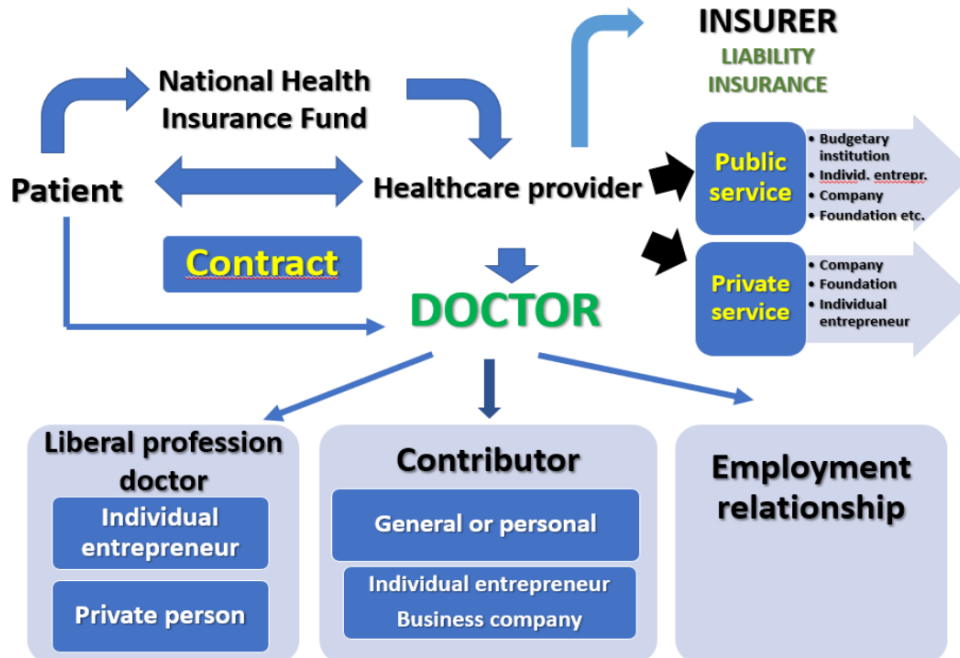 INSURER
LIABILITY
INSURANCE
National Health
Insurance Fund
Patient
Healthcare provider
Contract
DOCTOR
Public
service
• Budgetary
institution
• Individ. entrepr.
• Company
• Foundation etc.
Private
service
• Company
• Foundation
• Individual
entrepreneur
Liberal profession
doctor
Individual
entrepreneur
Private person
Contributor
General or personal
Individual entrepreneur
Business company
Employment
relationship